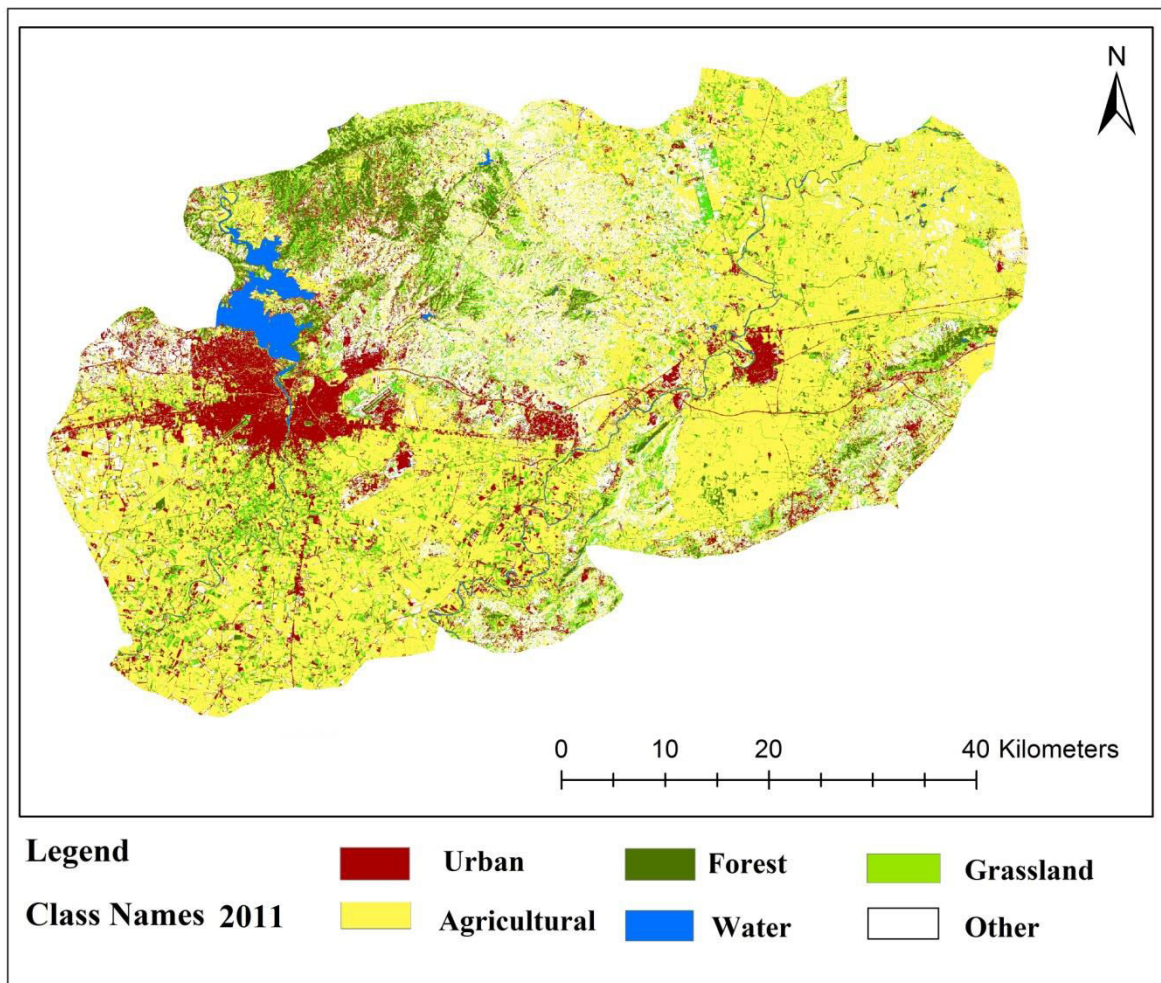 N
0 10 20 40 Kilometers
Legend
Urban Forest Grassland
Class Names 2011 Agricultural Water Other